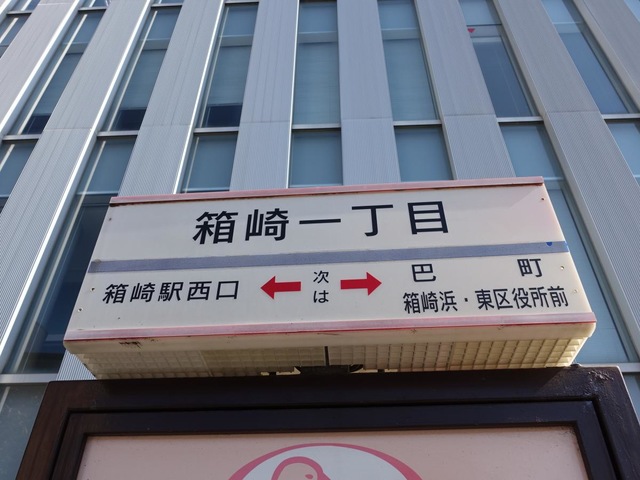 箱崎一丁目
箱崎駅西口
次は
巴町
箱崎浜・東区役所前